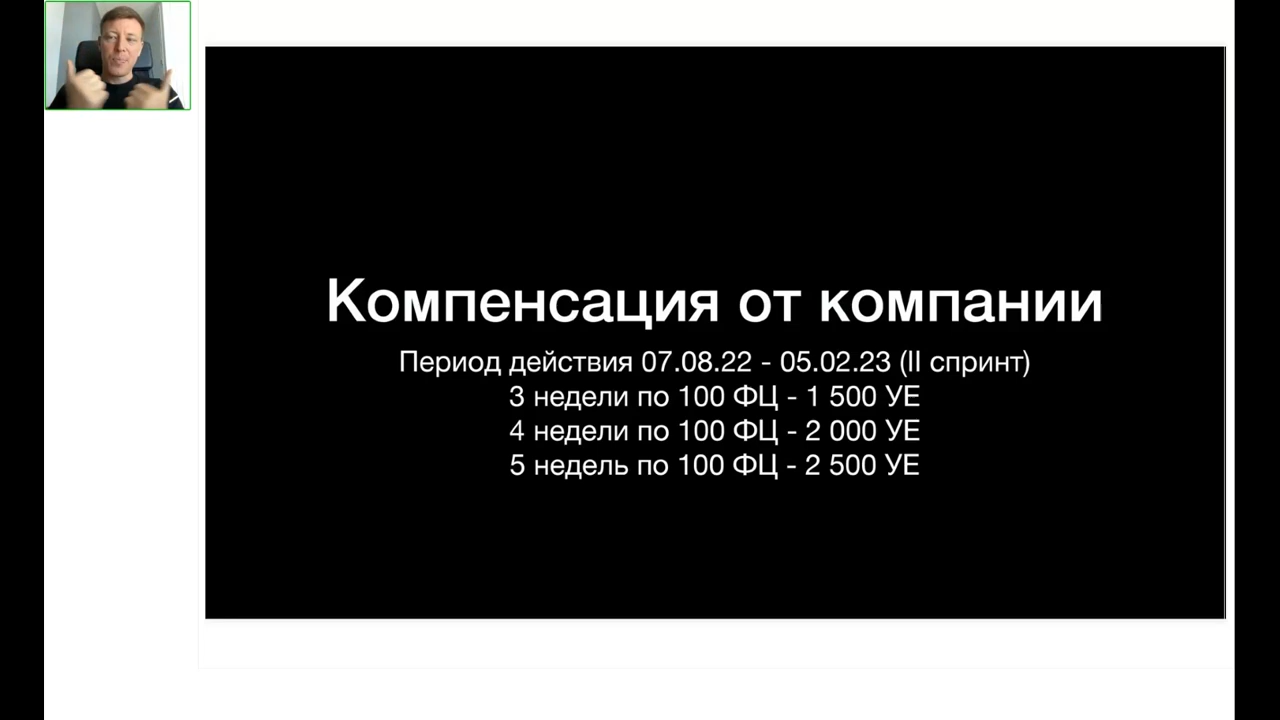 Компенсация от компании
Период действия 07.08.22 - 05.02.23 (II спринт)
3 недели по 100 ФЦ - 1 500 УЕ
4 недели по 100 ФЦ - 2 000 УЕ
5 недель по 100 ФЦ - 2 500 УЕ